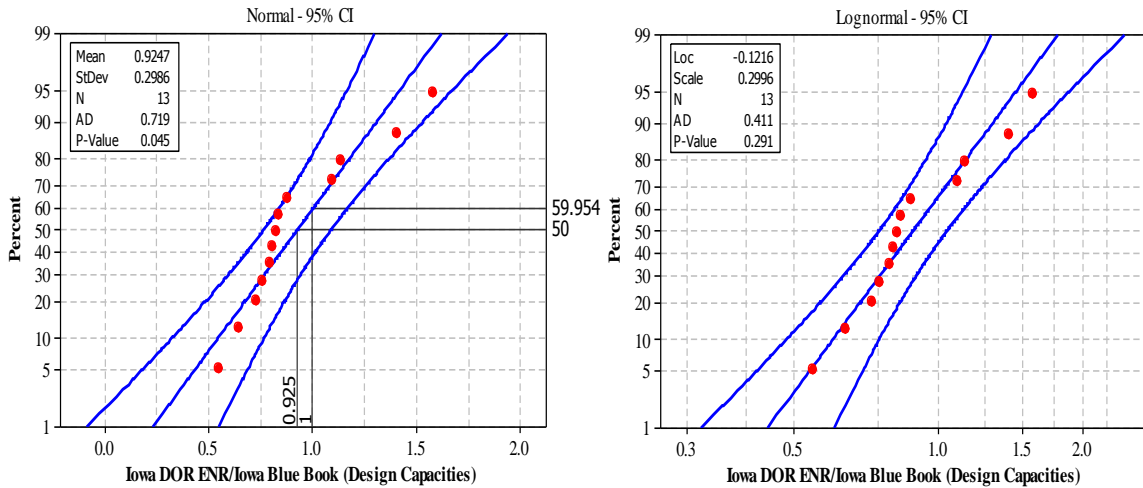 Normal - 95% CI
Mean 0.9247
StDev 0.2986
N 13
AD 0.719
P-Value 0.045
99
95
90
80
70
60
50
40
30
20
10
5
1
Percent
59.954
50
0.925
1
0.0 0.5 1.0 1.5 2.0
Iowa DOR ENR/Iowa Blue Book (Design Capacities)
Lognormal - 95% CI
Loc -0.1216
Scale 0.2996
N 13
AD 0.411
P-Value 0.291
99
95
90
80
70
60
50
40
30
20
10
5
1
Percent
0.3 0.5 1.0 1.5 2.0
Iowa DOR ENR/Iowa Blue Book (Design Capacities)